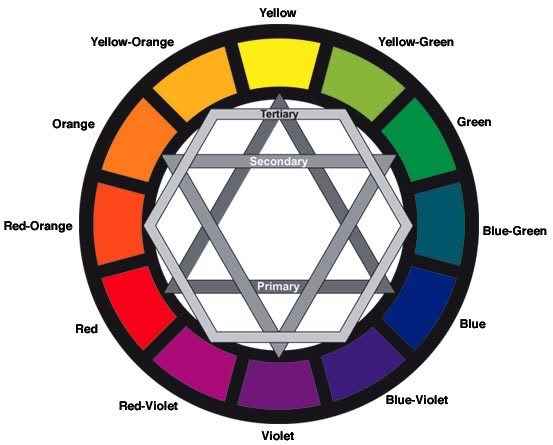 Yellow
Yellow-Orange
Yellow-Green
Orange
Green
Tertiary
Secondary
Red-Orange
Blue-Green
Primary
Red
Blue
Red-Violet
Blue-Violet
Violet